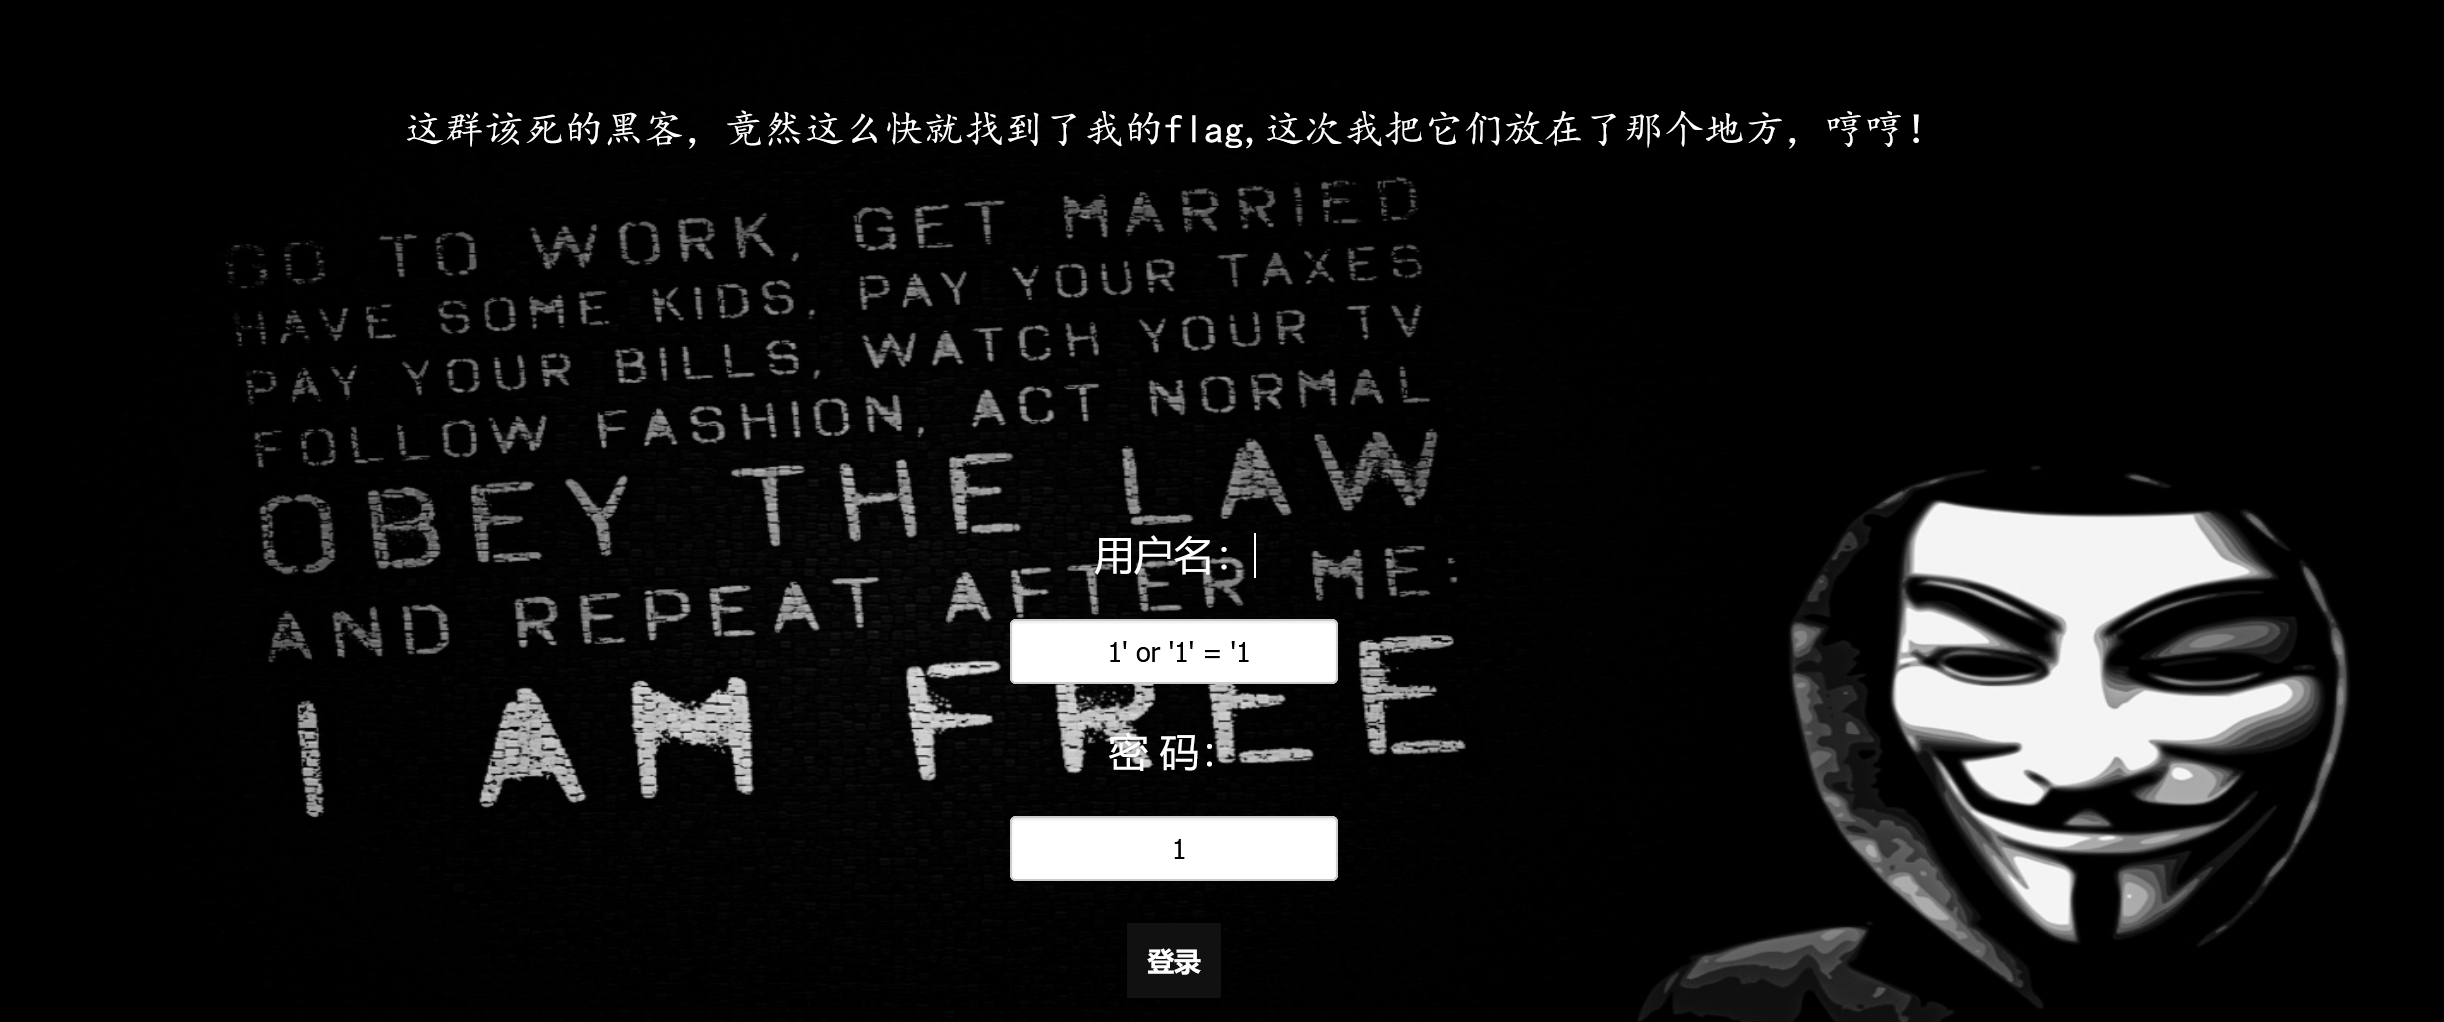 这群该死的黑客，竟然这么快就找到了我的flag,这次我把它们放在了那个地方，哼哼！
GO TO WORK, GET MARRIED
HAVE SOME KIDS, PAY YOUR TAXES
PAY YOUR BILLS, WATCH YOUR TV
FOLLOW FASHION, ACT NORMAL
OBEY THE LAW
AND REPEAT AFTER ME:
I AM FREE
用户名：
1' or '1' = '1
密 码：
1
登录